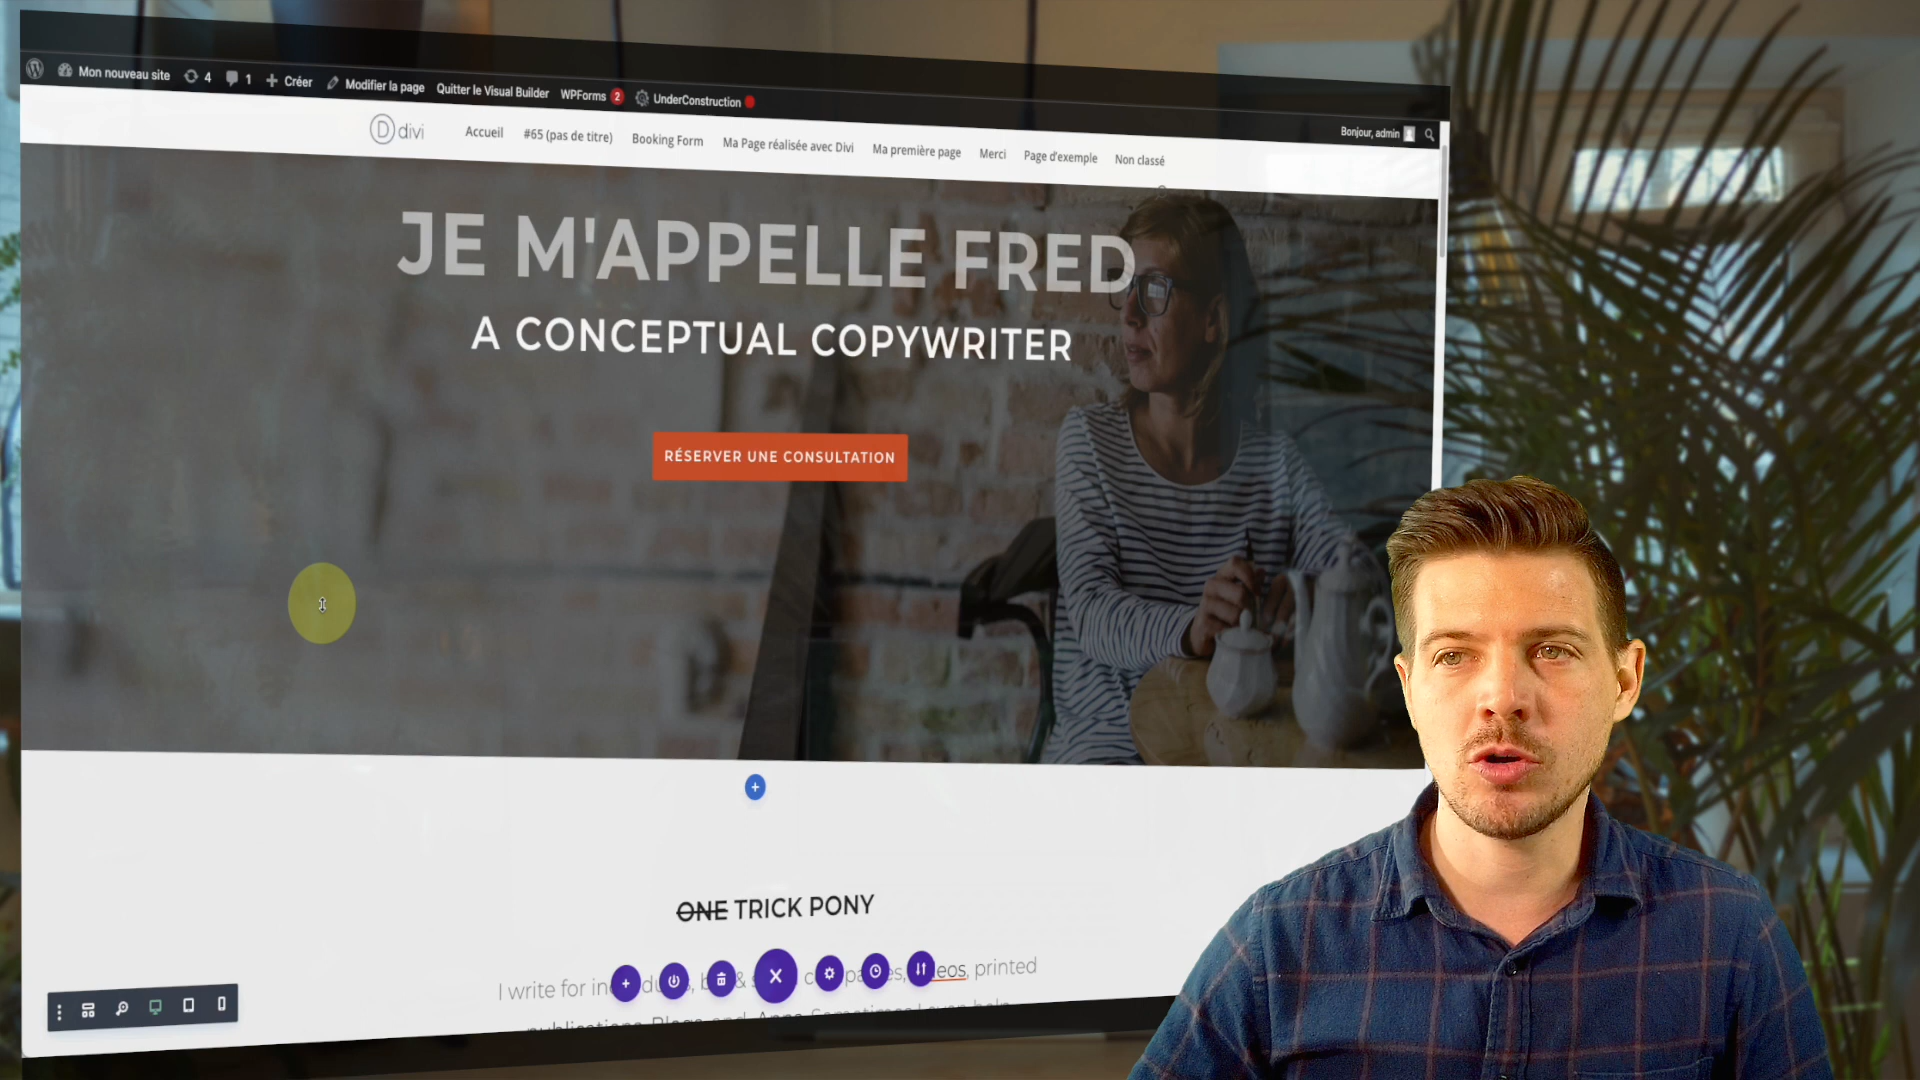 Mon nouveau site 4 1 Créer Modifier la page Quitter le Visual Builder WPForms 2 UnderConstruction
Bonjour, admin
D divi Accueil #65 (pas de titre) Booking Form Ma Page réalisée avec Divi Ma première page Merci Page d'exemple Non classé
JE M'APPELLE FRED
A CONCEPTUAL COPYWRITER
RÉSERVER UNE CONSULTATION
ONE TRICK PONY
I write for printed